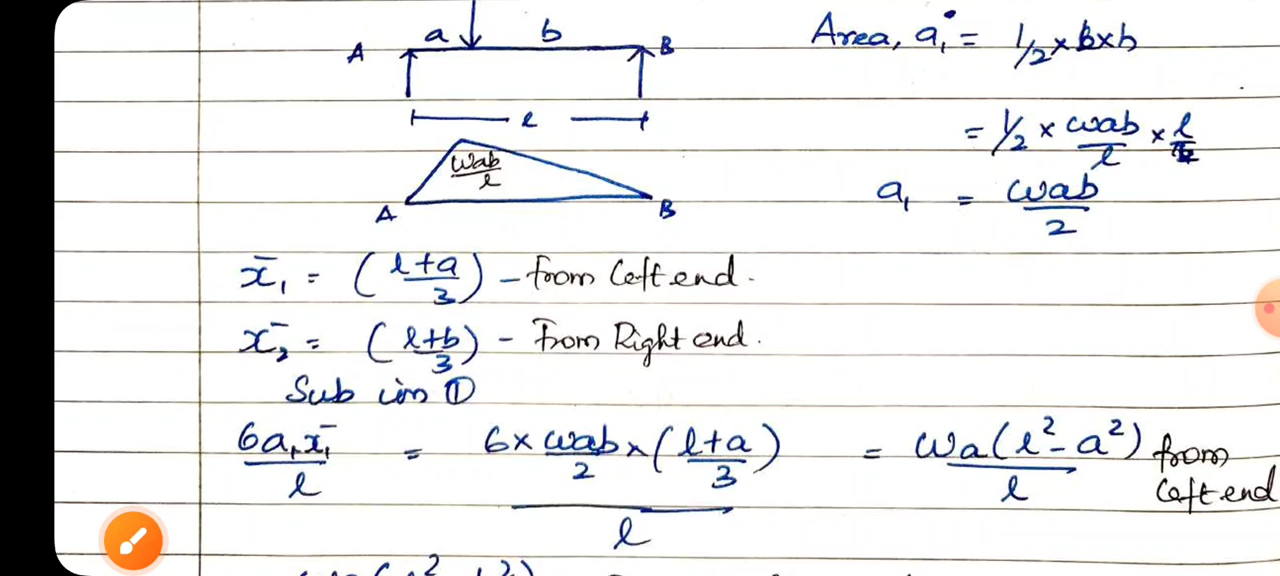 a b
A B
Area, a₁ = 1/2 × b × h
l
= 1/2 × wab/l × l
wab/l
A B
a₁ = wab/2
x̄₁ = (l+a/3) - from left end.
x̄₂ = (l+b/3) - From Right end.
Sub in ①
6a₁x̄₁/l = 6 × wab/2 × (l+a/3)/l = wa(l² - a²)/l from left end